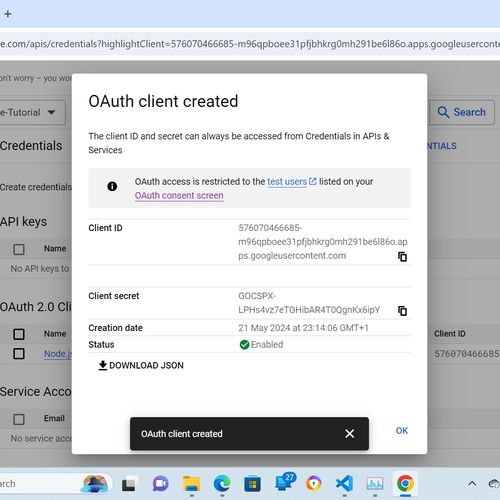 e.com/apis/credentials?highlightClient=576070466685-m96qpboee31pfjbhkrg0mh291be6l86o.apps.googleuserconte
on't worry – you wo
e-Tutorial
Search
OAuth client created
The client ID and secret can always be accessed from Credentials in APIs &
Services
Credentials
NTIALS
OAuth access is restricted to the test users listed on your
OAuth consent screen
Create credentials
API keys
Client ID
576070466685-
m96qpboee31pfjbhkrg0mh291be6l86o.ap
ps.googleusercontent.com
Name
No API keys to
Client secret
GOCSPX-
LPHs4vz7eTGHibAR4T0QgnKx6ipY
OAuth 2.0 Cli
Creation date
21 May 2024 at 23:14:06 GMT+1
Name
Client ID
Status
Enabled
Node.js
576070466685
DOWNLOAD JSON
Service Acco
Email
No service acco
OAuth client created
OK
arch
27